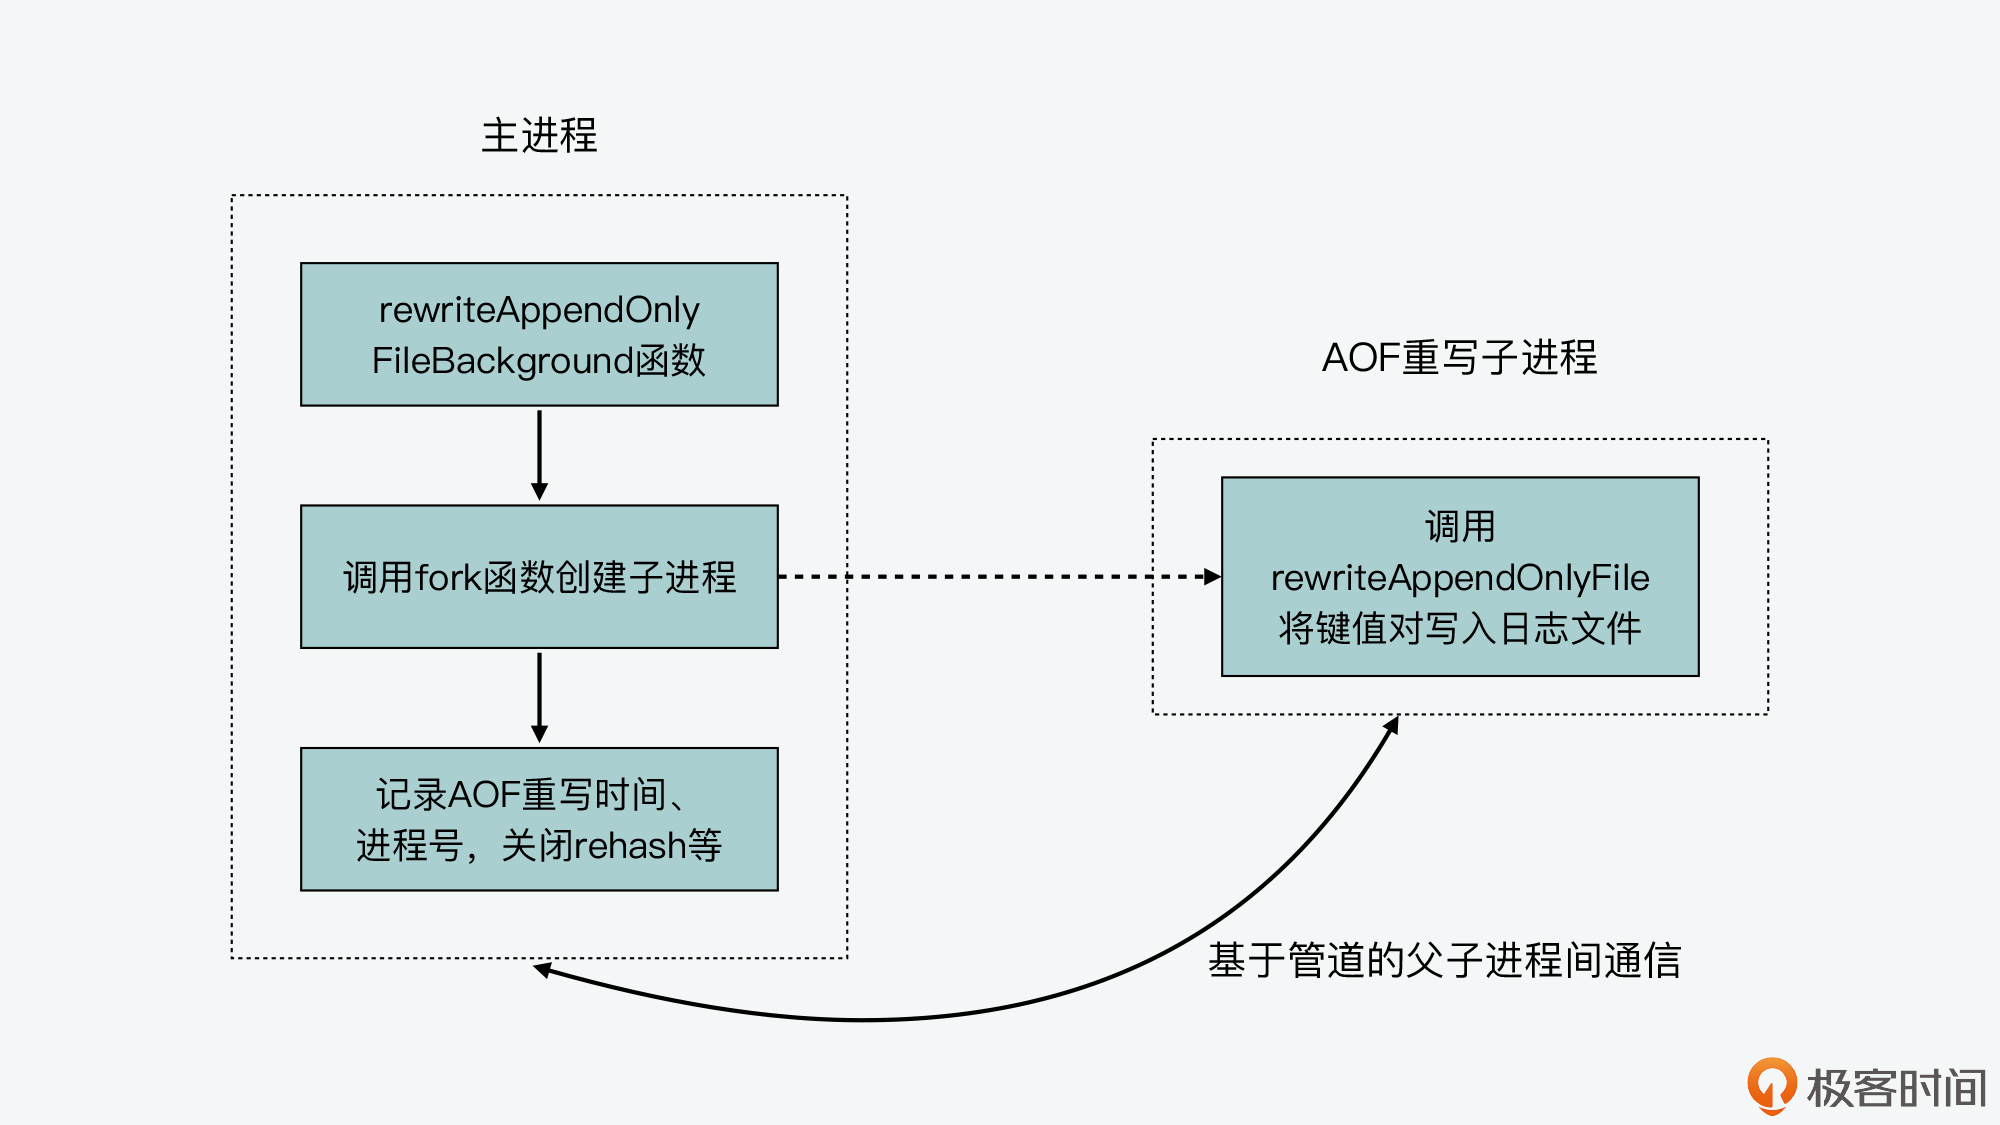 主进程
rewriteAppendOnly
FileBackground函数
调用fork函数创建子进程
记录AOF重写时间、
进程号，关闭rehash等
AOF重写子进程
调用
rewriteAppendOnlyFile
将键值对写入日志文件
基于管道的父子进程间通信
极客时间